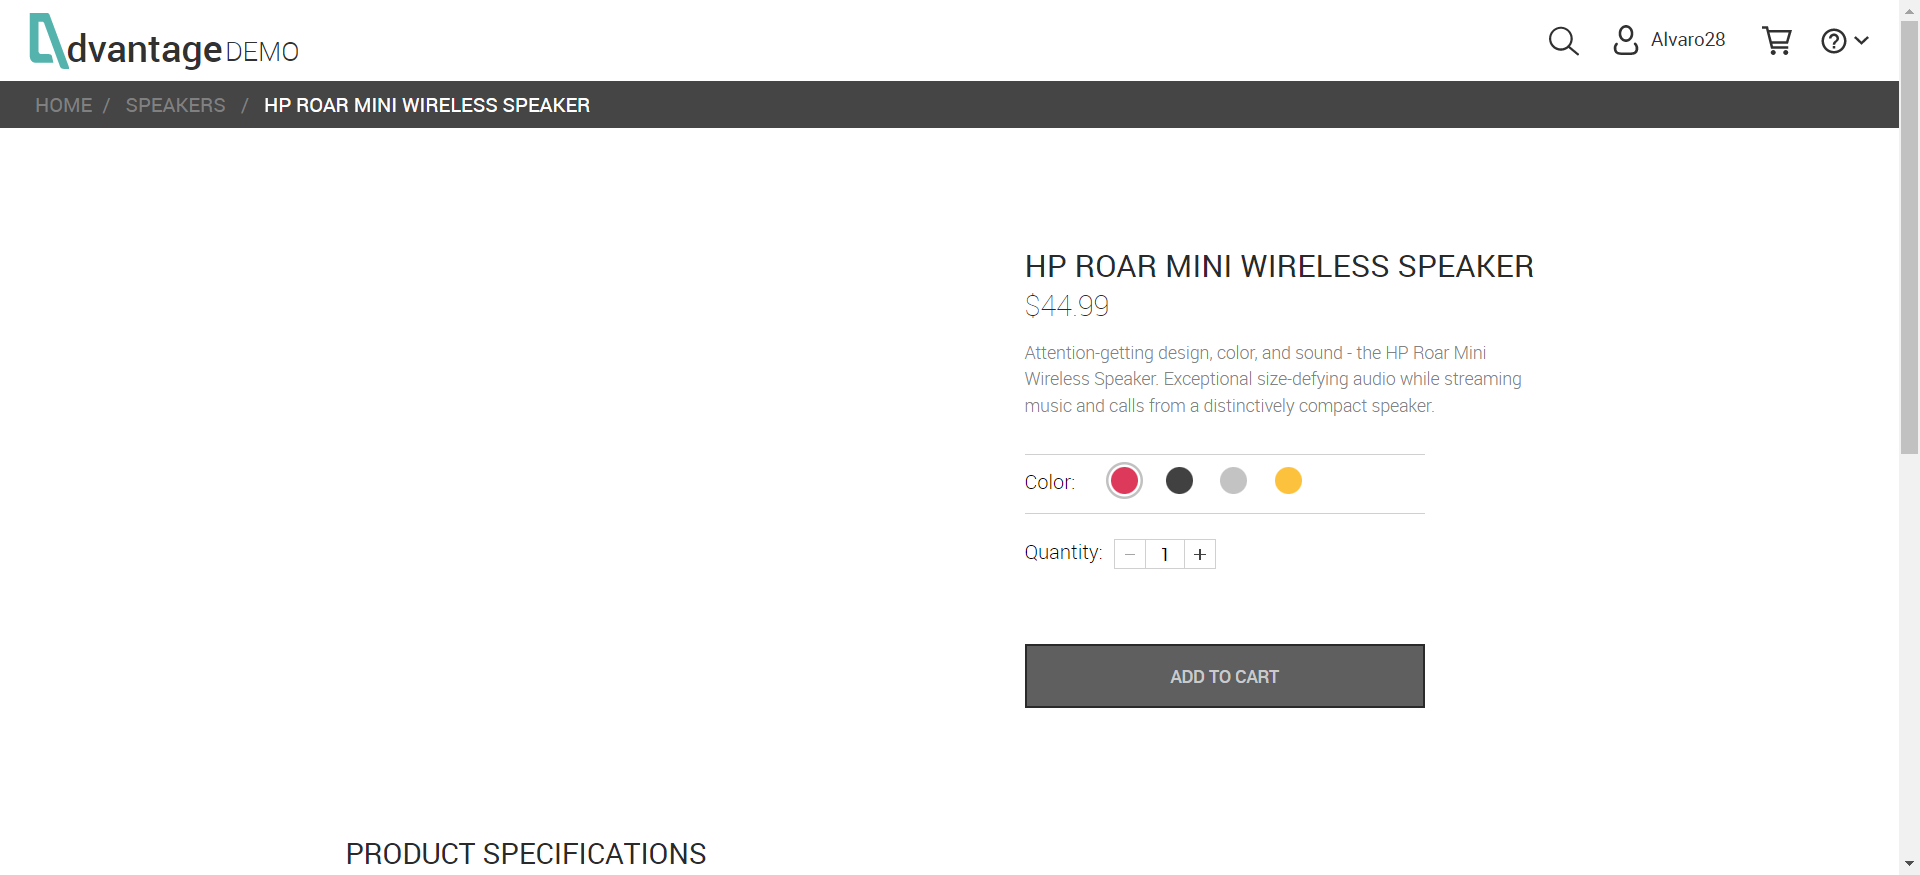 dvantage DEMO
Alvaro28
HOME / SPEAKERS / HP ROAR MINI WIRELESS SPEAKER
HP ROAR MINI WIRELESS SPEAKER
$44.99
Attention-getting design, color, and sound - the HP Roar Mini
Wireless Speaker. Exceptional size-defying audio while streaming
music and calls from a distinctively compact speaker.
Color:
Quantity: − 1 +
ADD TO CART
PRODUCT SPECIFICATIONS